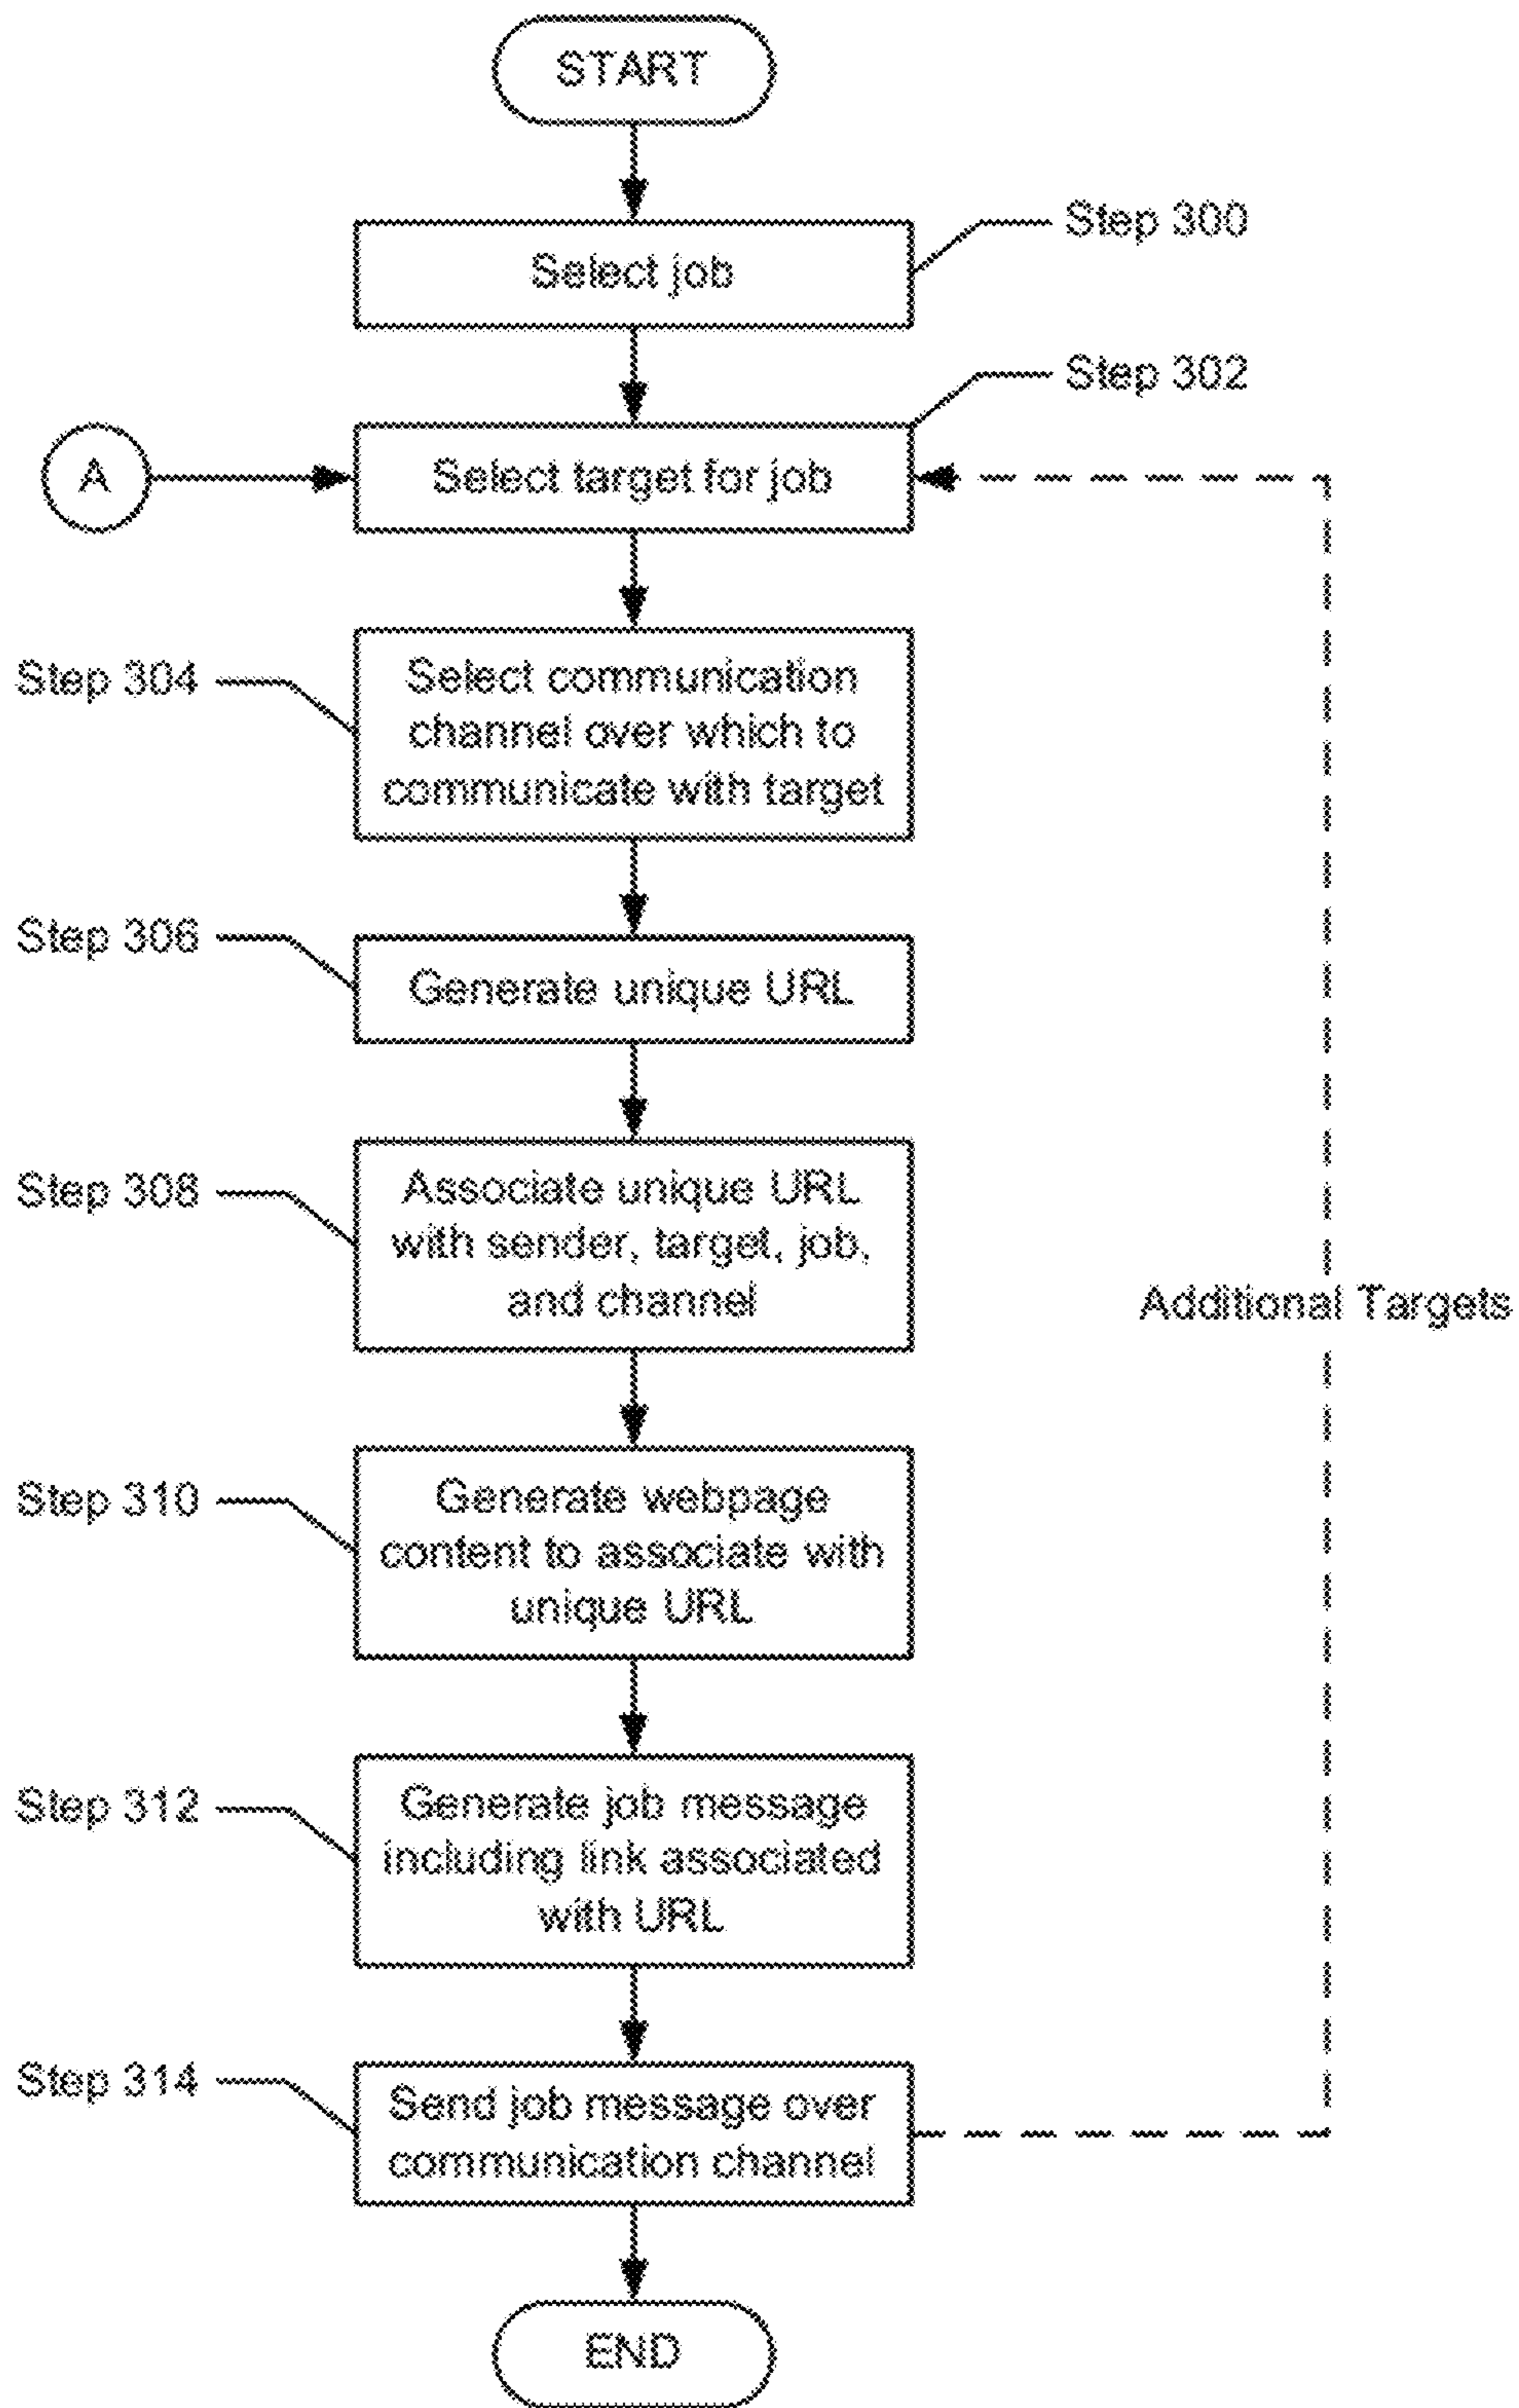 START
Step 300
Select job
Step 302
A
Select target for job
Step 304
Select communication
channel over which to
communicate with target
Step 306
Generate unique URL
Step 308
Associate unique URL
with sender, target, job,
and channel
Additional Targets
Step 310
Generate webpage
content to associate with
unique URL
Step 312
Generate job message
including link associated
with URL
Step 314
Send job message over
communication channel
END